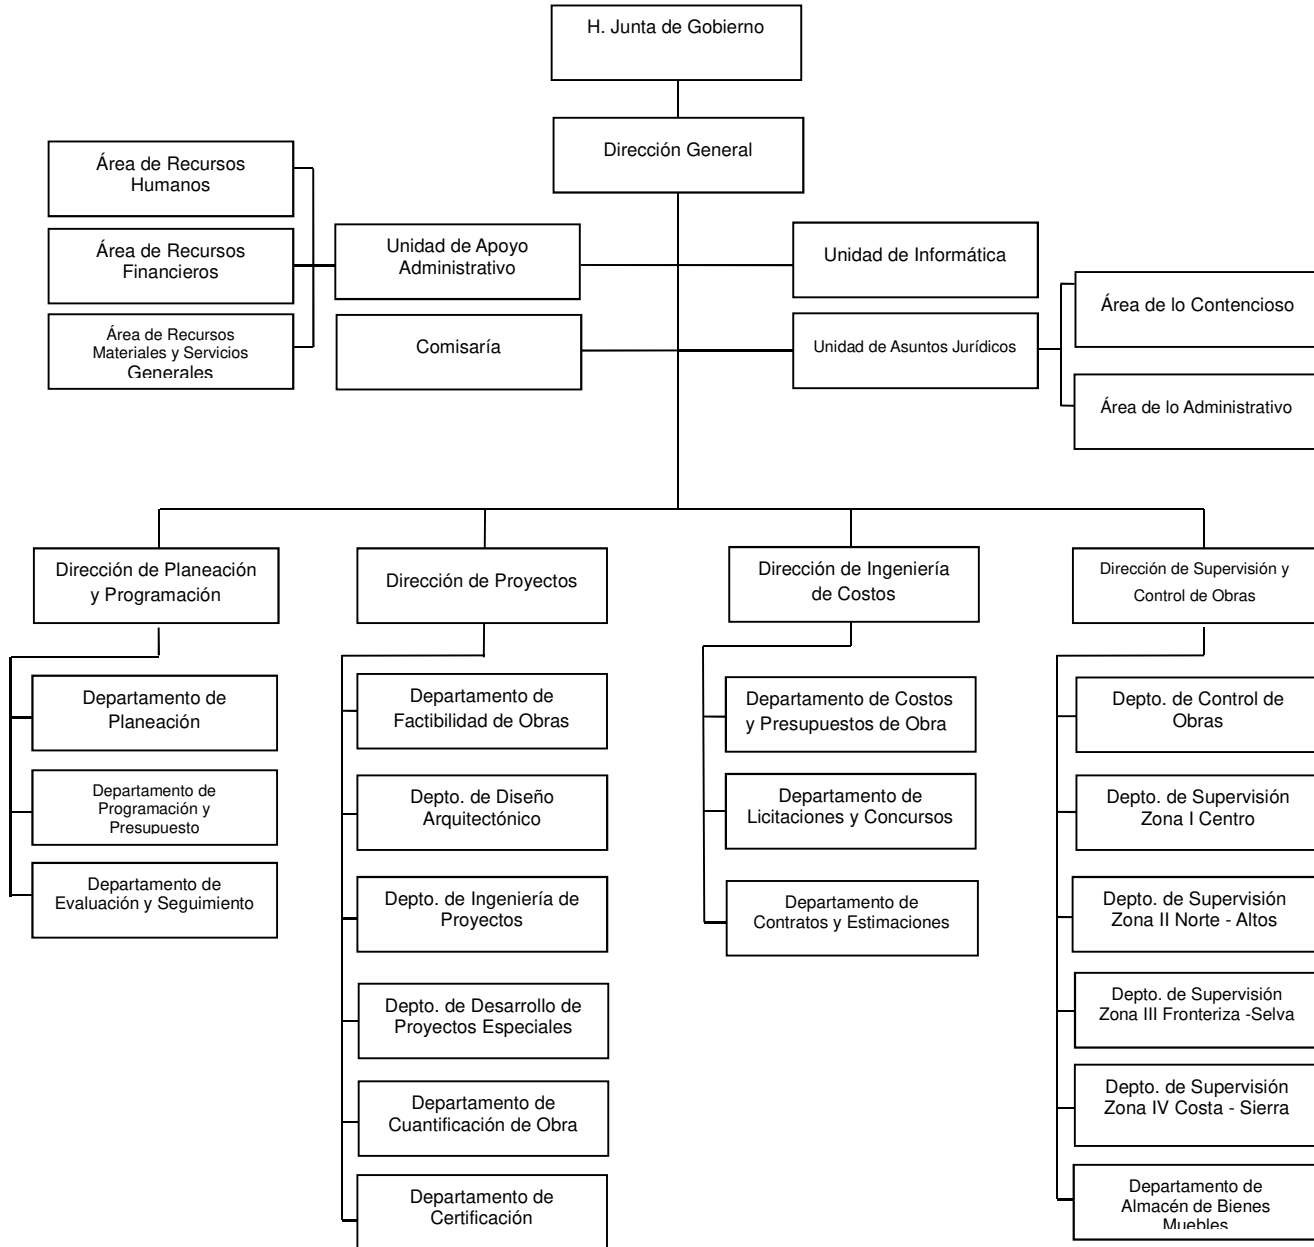 H. Junta de Gobierno
Dirección General
Área de Recursos
Humanos
Área de Recursos
Financieros
Área de Recursos
Materiales y Servicios
Generales
Unidad de Apoyo
Administrativo
Comisaría
Unidad de Informática
Unidad de Asuntos Jurídicos
Área de lo Contencioso
Área de lo Administrativo
Dirección de Planeación
y Programación
Departamento de
Planeación
Departamento de
Programación y
Presupuesto
Departamento de
Evaluación y Seguimiento
Dirección de Proyectos
Departamento de
Factibilidad de Obras
Depto. de Diseño
Arquitectónico
Depto. de Ingeniería de
Proyectos
Depto. de Desarrollo de
Proyectos Especiales
Departamento de
Cuantificación de Obra
Departamento de
Certificación
Dirección de Ingeniería
de Costos
Departamento de Costos
y Presupuestos de Obra
Departamento de
Licitaciones y Concursos
Departamento de
Contratos y Estimaciones
Dirección de Supervisión y
Control de Obras
Depto. de Control de
Obras
Depto. de Supervisión
Zona I Centro
Depto. de Supervisión
Zona II Norte - Altos
Depto. de Supervisión
Zona III Fronteriza -Selva
Depto. de Supervisión
Zona IV Costa - Sierra
Departamento de
Almacén de Bienes
Muebles